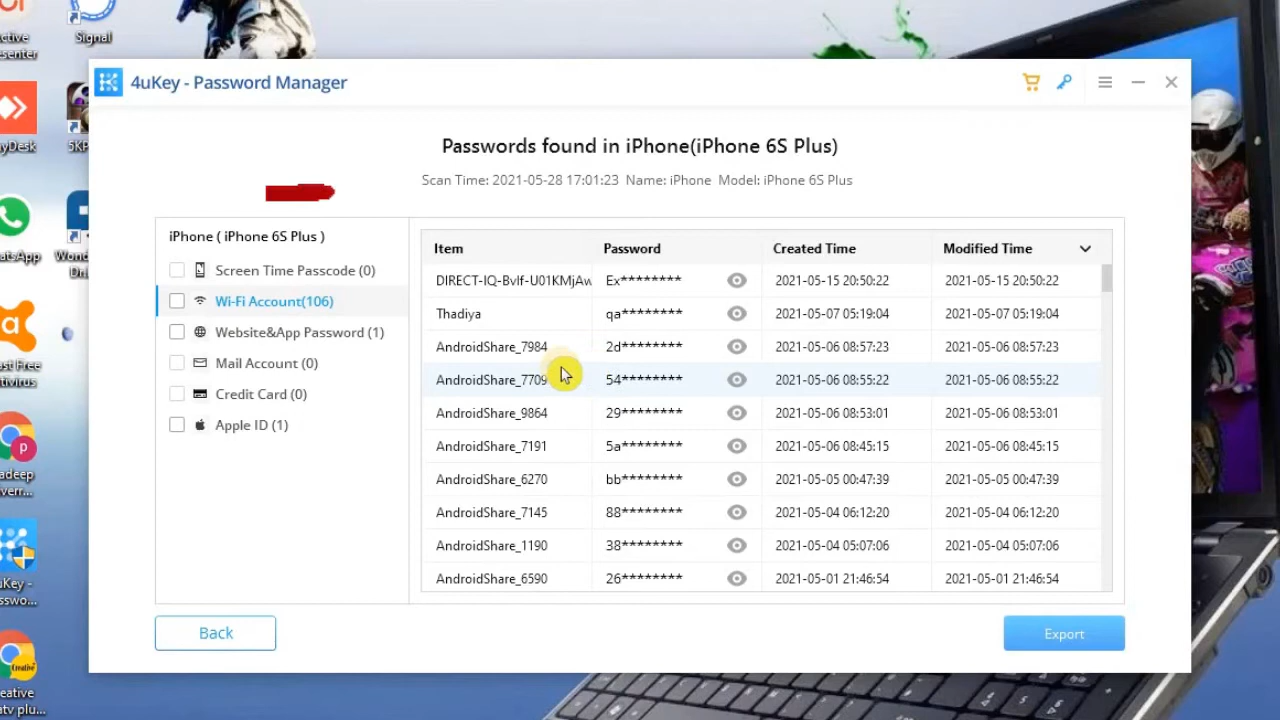 Signal
4uKey - Password Manager
Passwords found in iPhone(iPhone 6S Plus)
Scan Time: 2021-05-28 17:01:23 Name: iPhone Model: iPhone 6S Plus
iPhone ( iPhone 6S Plus )
Screen Time Passcode (0)
Wi-Fi Account(106)
Website&App Password (1)
Mail Account (0)
Credit Card (0)
Apple ID (1)
Item Password Created Time Modified Time
DIRECT-IQ-BvIf-U01KMjAw Ex******** 2021-05-15 20:50:22 2021-05-15 20:50:22
Thadiya qa******** 2021-05-07 05:19:04 2021-05-07 05:19:04
AndroidShare_7984 2d******** 2021-05-06 08:57:23 2021-05-06 08:57:23
AndroidShare_7709 54******** 2021-05-06 08:55:22 2021-05-06 08:55:22
AndroidShare_9864 29******** 2021-05-06 08:53:01 2021-05-06 08:53:01
AndroidShare_7191 5a******** 2021-05-06 08:45:15 2021-05-06 08:45:15
AndroidShare_6270 bb******** 2021-05-05 00:47:39 2021-05-05 00:47:39
AndroidShare_7145 88******** 2021-05-04 06:12:20 2021-05-04 06:12:20
AndroidShare_1190 38******** 2021-05-04 05:07:06 2021-05-04 05:07:06
AndroidShare_6590 26******** 2021-05-01 21:46:54 2021-05-01 21:46:54
Back
Export